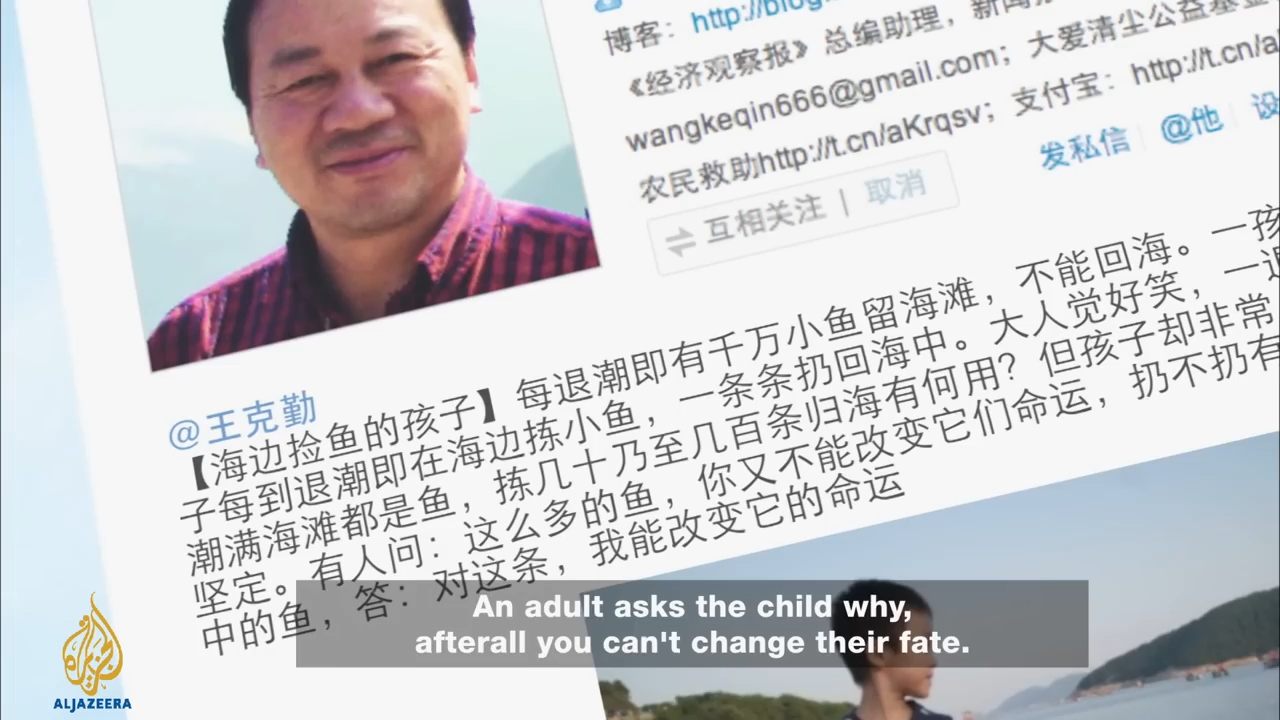 博客：http://blog.
《经济观察报》总编助理，新闻
wangkeqin666@gmail.com；大爱清尘公益基金
农民救助http://t.cn/aKrqsv；支付宝：http://t.cn/a
发私信 @他 设
互相关注 | 取消
@王克勤
【海边捡鱼的孩子】每退潮即有千万小鱼留海滩，不能回海。一孩
子每到退潮即在海边拣小鱼，一条条扔回海中。大人觉好笑，一退
潮满海滩都是鱼，拣几十乃至几百条归海有何用？但孩子却非常
坚定。有人问：这么多的鱼，你又不能改变它们命运，扔不扔有
中的鱼，答：对这条，我能改变它的命运
An adult asks the child why,
afterall you can't change their fate.
ALJAZEERA